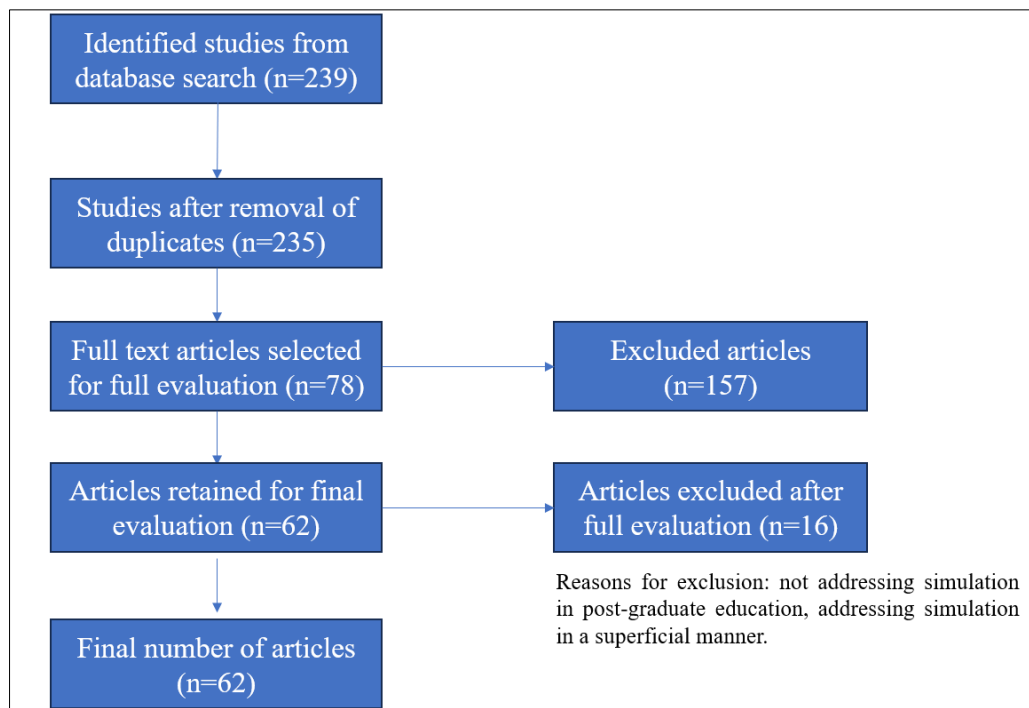 Identified studies from
database search (n=239)
Studies after removal of
duplicates (n=235)
Full text articles selected
for full evaluation (n=78)
Excluded articles
(n=157)
Articles retained for final
evaluation (n=62)
Articles excluded after
full evaluation (n=16)
Reasons for exclusion: not addressing simulation
in post-graduate education, addressing simulation
in a superficial manner.
Final number of articles
(n=62)